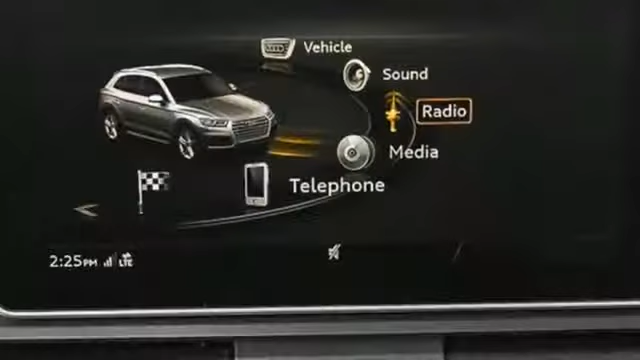 Vehicle
Sound
Radio
Media
Telephone
2:25PM LTE